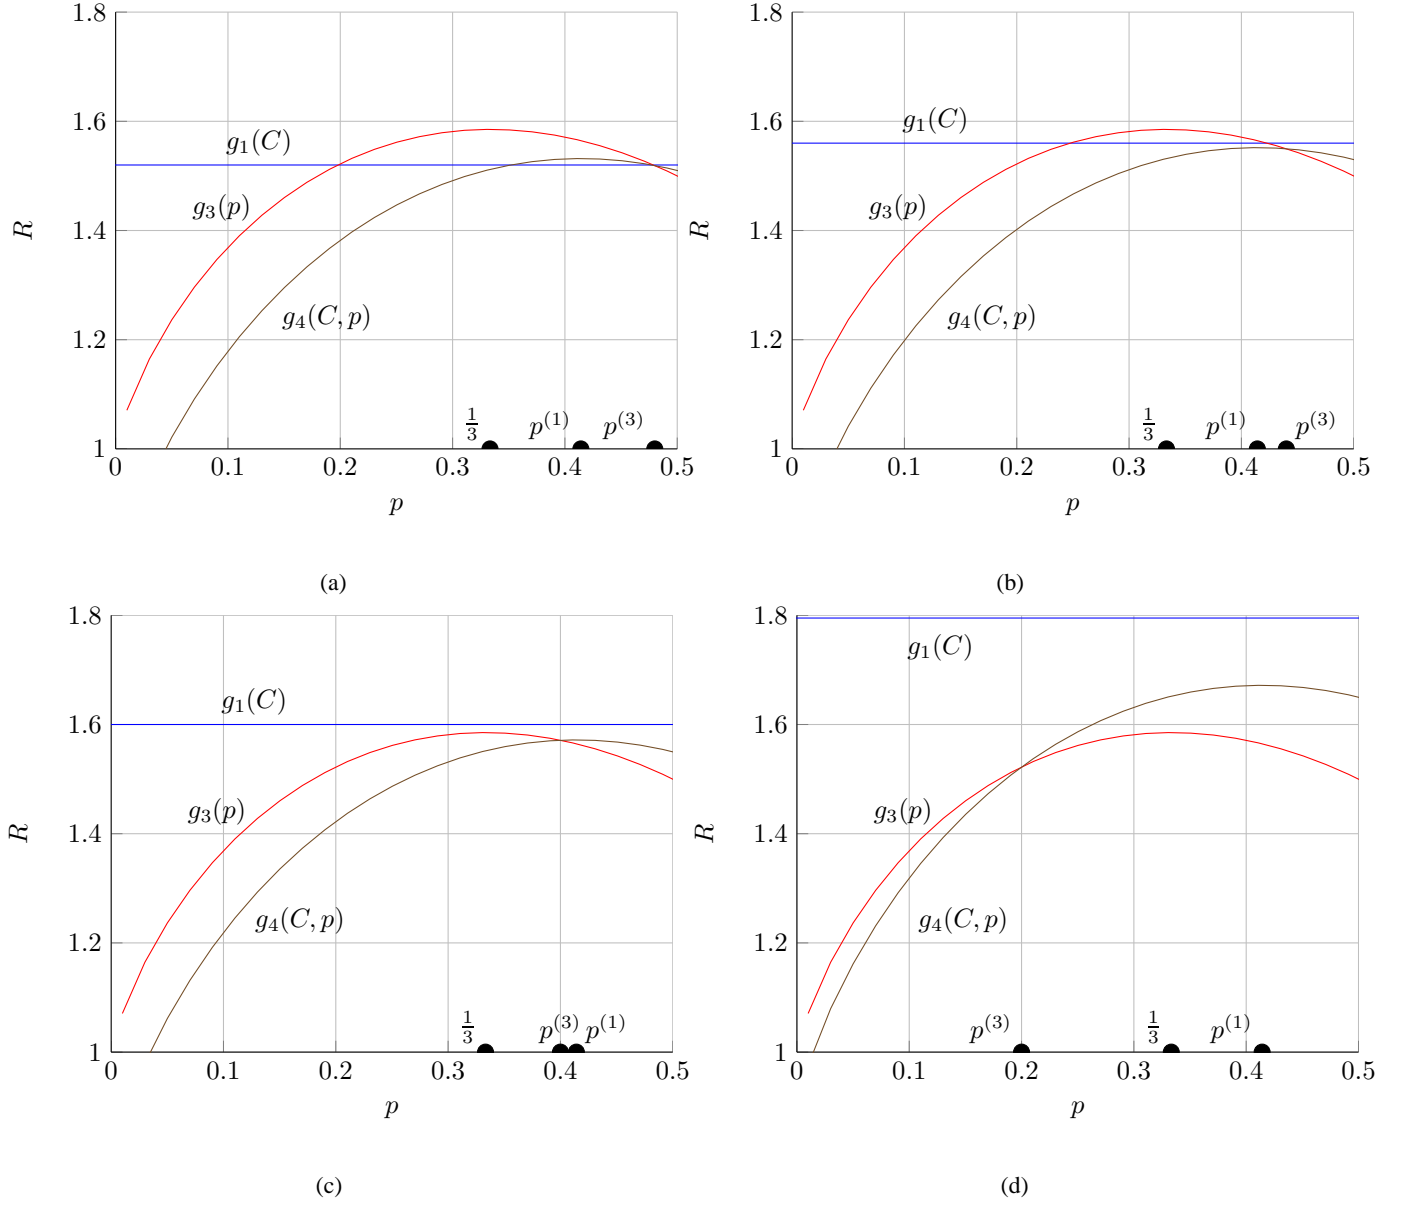 1.8
1.6
1.4
1.2
1
R
g₁(C)
g₃(p)
g₄(C, p)
1/3
p⁽¹⁾
p⁽³⁾
0 0.1 0.2 0.3 0.4 0.5
p
(a)
1.8
1.6
1.4
1.2
1
R
g₁(C)
g₃(p)
g₄(C, p)
1/3
p⁽¹⁾
p⁽³⁾
0 0.1 0.2 0.3 0.4 0.5
p
(b)
1.8
1.6
1.4
1.2
1
R
g₁(C)
g₃(p)
g₄(C, p)
1/3
p⁽³⁾
p⁽¹⁾
0 0.1 0.2 0.3 0.4 0.5
p
(c)
1.8
1.6
1.4
1.2
1
R
g₁(C)
g₃(p)
g₄(C, p)
p⁽³⁾
1/3
p⁽¹⁾
0 0.1 0.2 0.3 0.4 0.5
p
(d)